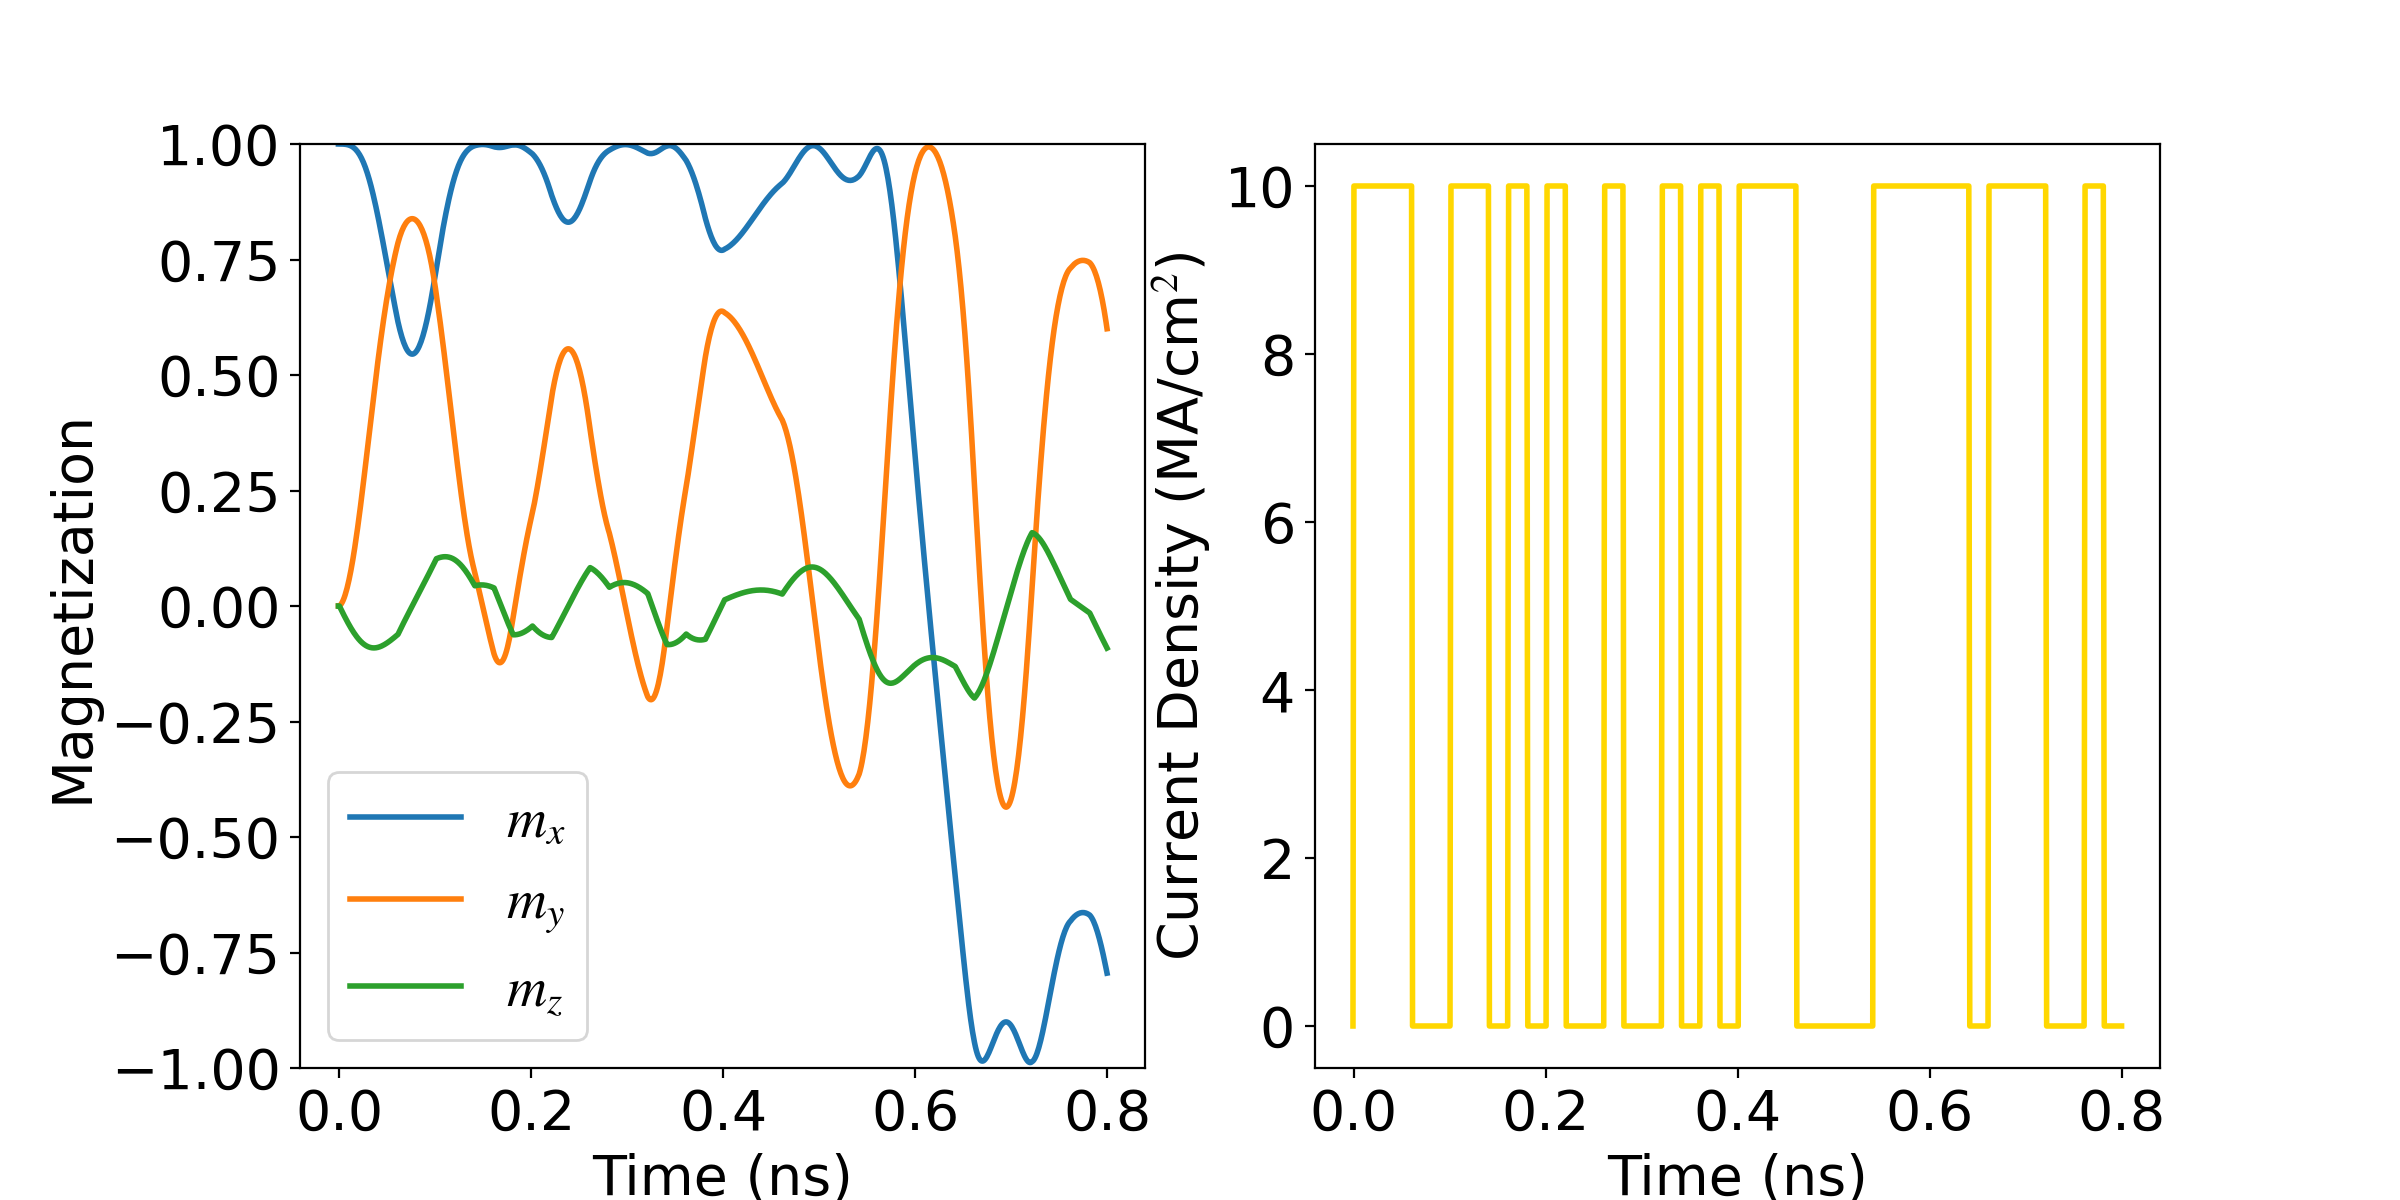 Magnetization
1.00
0.75
0.50
0.25
0.00
−0.25
−0.50
−0.75
−1.00
m_x
m_y
m_z
0.0 0.2 0.4 0.6 0.8
Time (ns)
Current Density (MA/cm²)
10
8
6
4
2
0
0.0 0.2 0.4 0.6 0.8
Time (ns)